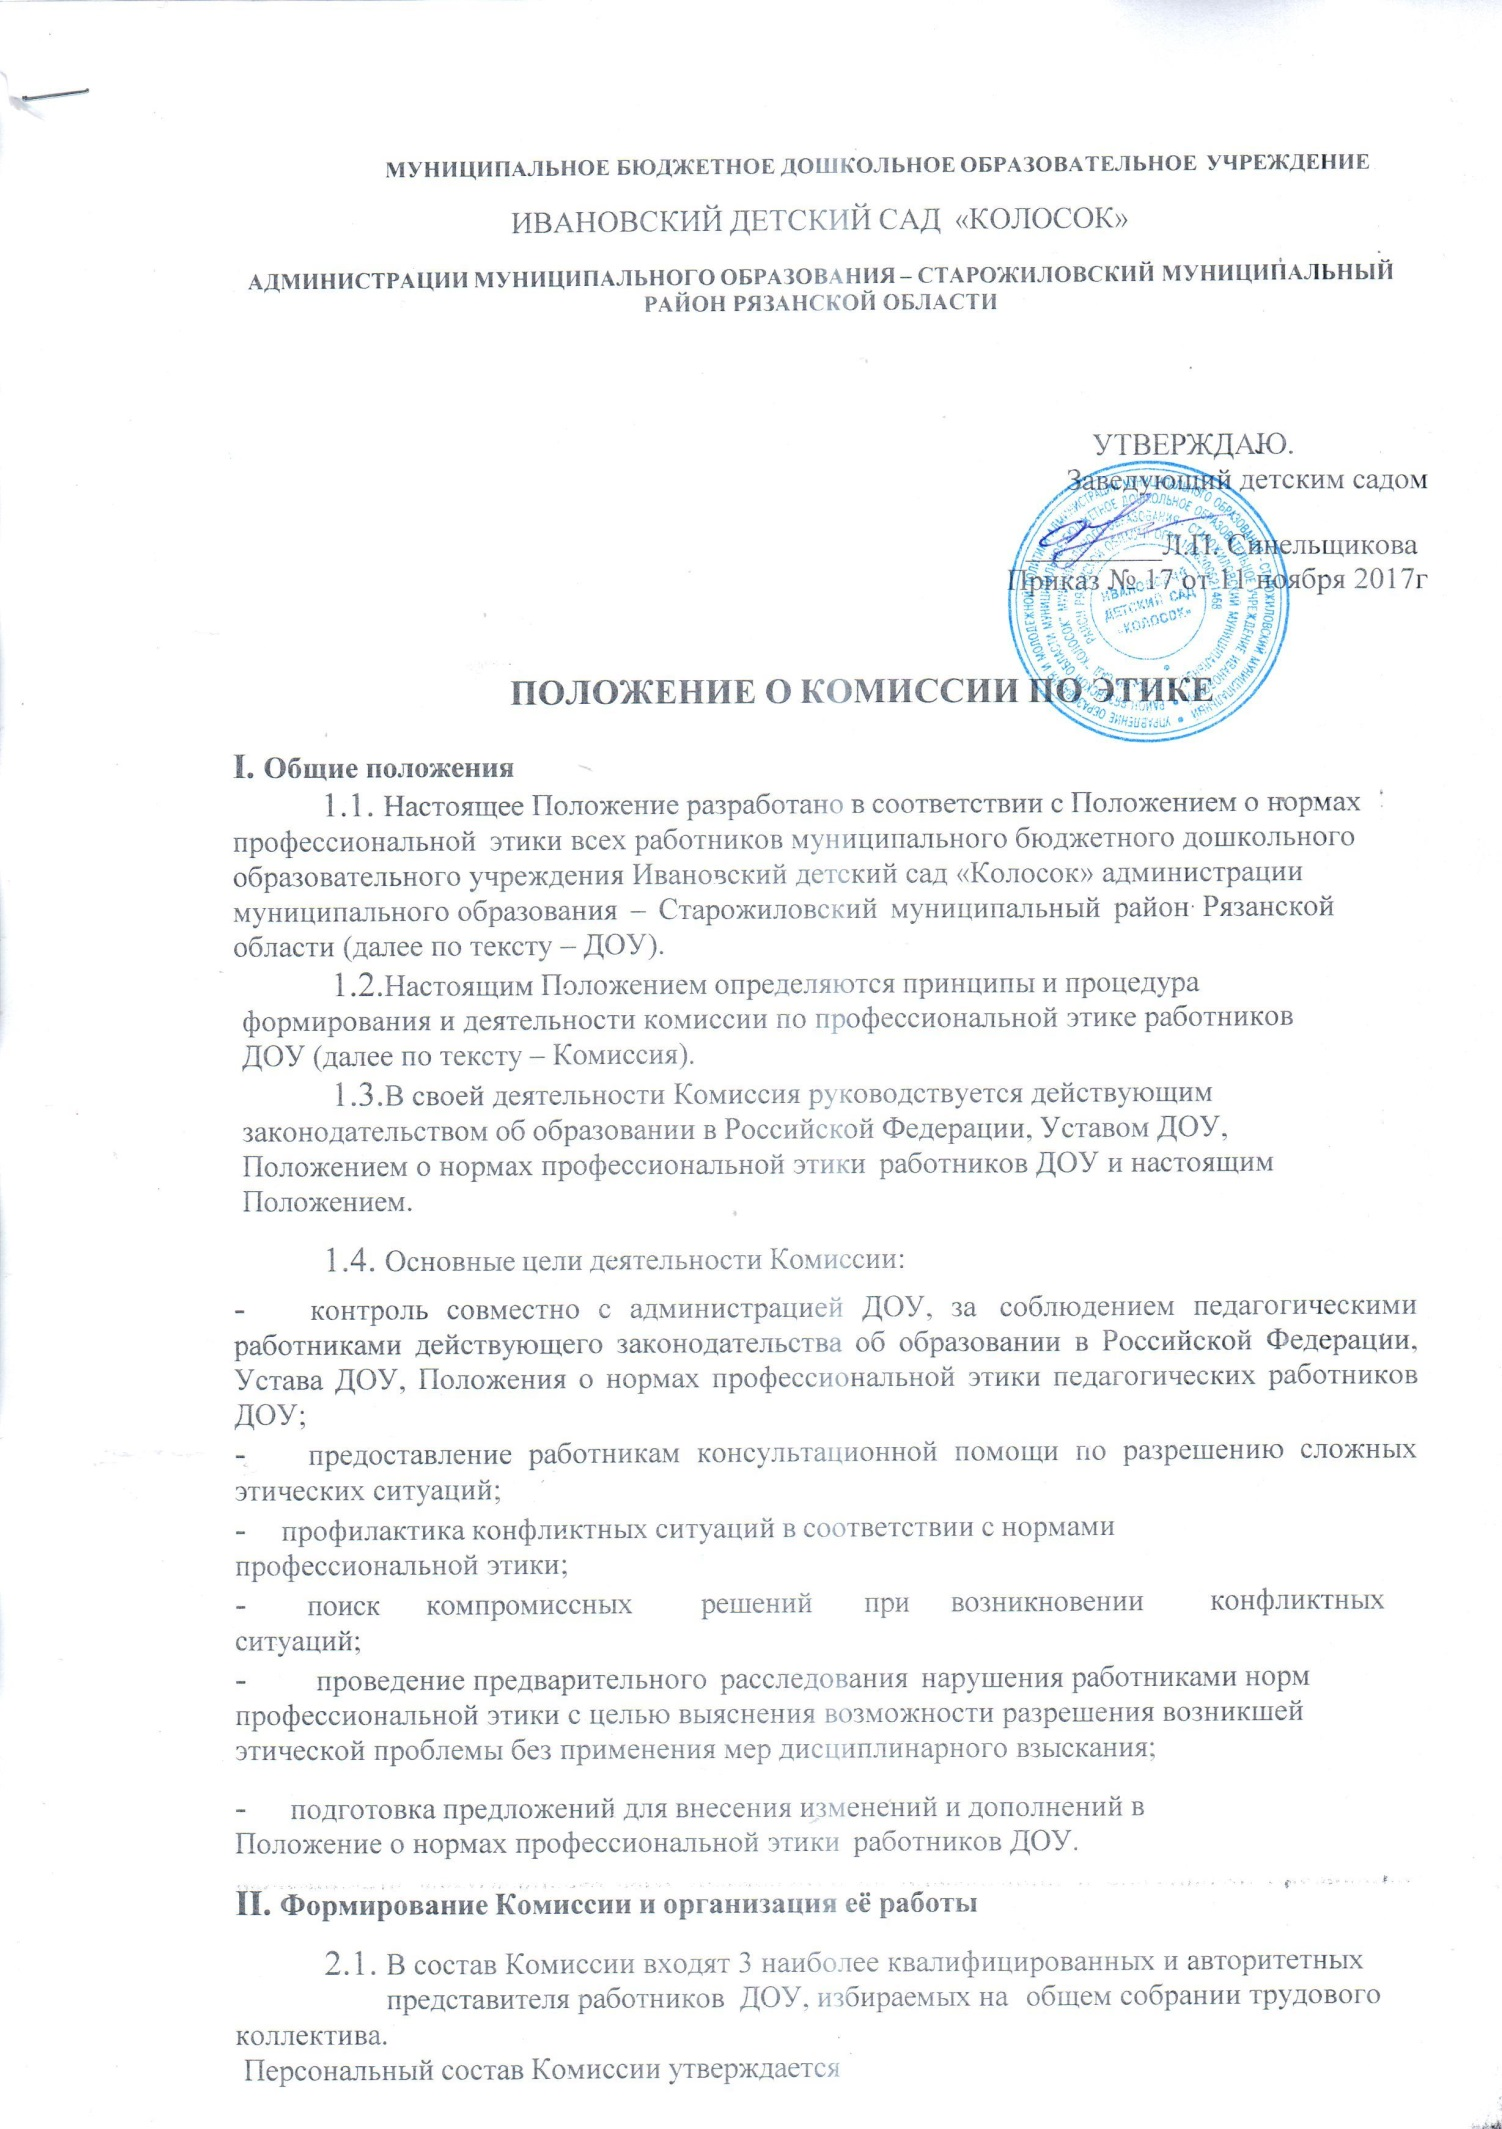 МУНИЦИПАЛЬНОЕ БЮДЖЕТНОЕ ДОШКОЛЬНОЕ ОБРАЗОВАТЕЛЬНОЕ УЧРЕЖДЕНИЕ
ИВАНОВСКИЙ ДЕТСКИЙ САД «КОЛОСОК»
АДМИНИСТРАЦИИ МУНИЦИПАЛЬНОГО ОБРАЗОВАНИЯ – СТАРОЖИЛОВСКИЙ МУНИЦИПАЛЬНЫЙ
РАЙОН РЯЗАНСКОЙ ОБЛАСТИ
УТВЕРЖДАЮ.
Заведующий детским садом
_________Л.П. Синельщикова
Приказ № 17 от 11 ноября 2017г
ИВАНОВСКИЙ
ДЕТСКИЙ САД
«КОЛОСОК»
ПОЛОЖЕНИЕ О КОМИССИИ ПО ЭТИКЕ
I. Общие положения
1.1. Настоящее Положение разработано в соответствии с Положением о нормах
профессиональной этики всех работников муниципального бюджетного дошкольного
образовательного учреждения Ивановский детский сад «Колосок» администрации
муниципального образования – Старожиловский муниципальный район Рязанской
области (далее по тексту – ДОУ).
1.2.Настоящим Положением определяются принципы и процедура
формирования и деятельности комиссии по профессиональной этике работников
ДОУ (далее по тексту – Комиссия).
1.3.В своей деятельности Комиссия руководствуется действующим
законодательством об образовании в Российской Федерации, Уставом ДОУ,
Положением о нормах профессиональной этики работников ДОУ и настоящим
Положением.
1.4. Основные цели деятельности Комиссии:
- контроль совместно с администрацией ДОУ, за соблюдением педагогическими
работниками действующего законодательства об образовании в Российской Федерации,
Устава ДОУ, Положения о нормах профессиональной этики педагогических работников
ДОУ;
- предоставление работникам консультационной помощи по разрешению сложных
этических ситуаций;
- профилактика конфликтных ситуаций в соответствии с нормами
профессиональной этики;
- поиск компромиссных решений при возникновении конфликтных
ситуаций;
- проведение предварительного расследования нарушения работниками норм
профессиональной этики с целью выяснения возможности разрешения возникшей
этической проблемы без применения мер дисциплинарного взыскания;
- подготовка предложений для внесения изменений и дополнений в
Положение о нормах профессиональной этики работников ДОУ.
II. Формирование Комиссии и организация её работы
2.1. В состав Комиссии входят 3 наиболее квалифицированных и авторитетных
представителя работников ДОУ, избираемых на общем собрании трудового
коллектива.
Персональный состав Комиссии утверждается